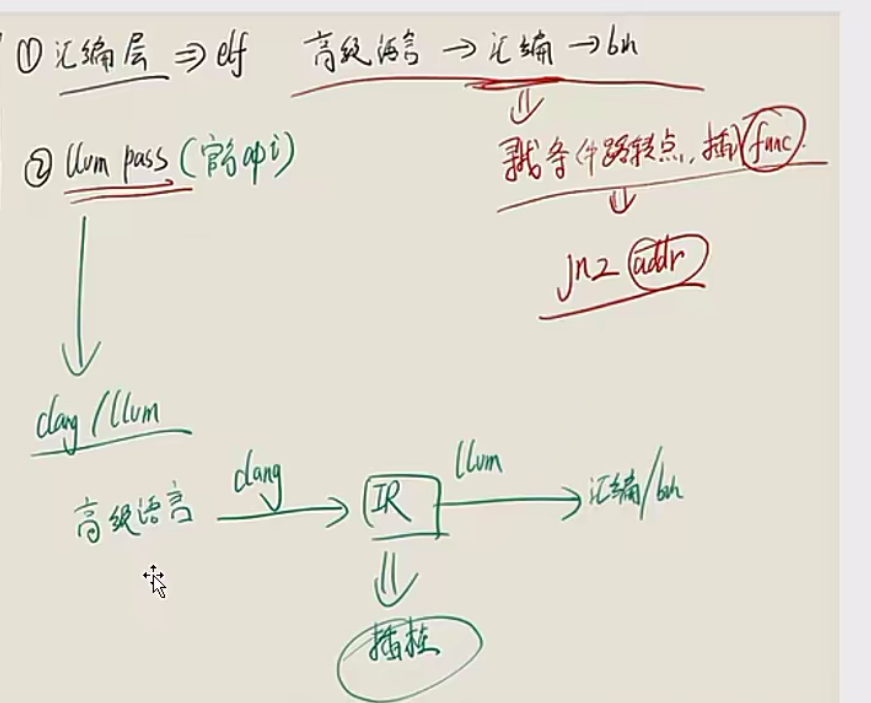 ① 汇编层 ⇒ elf 高级语言 → 汇编 → bin
⇓
寻找条件跳转点，插 func.
② llvm pass (官方api)
⇓
jnz addr
clang / llvm
高级语言 clang → IR llvm → 汇编/bin
⇓
插桩